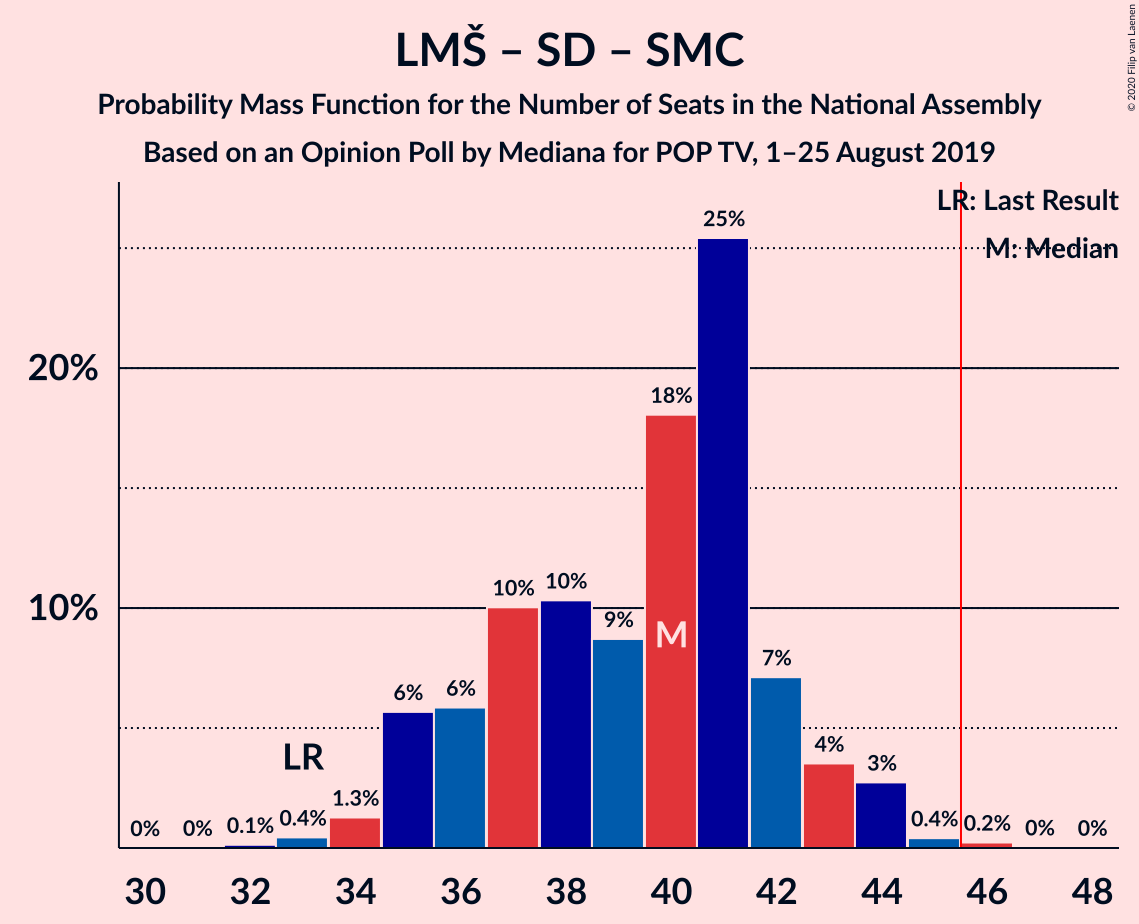 LMŠ – SD – SMC
Probability Mass Function for the Number of Seats in the National Assembly
Based on an Opinion Poll by Mediana for POP TV, 1–25 August 2019
© 2020 Filip van Laenen
LR: Last Result
M: Median
25%
20%
18%
10%
10% 10% 9% 7% 6% 6% 4% 3%
M
LR
0% 0% 0.1% 0.4% 1.3% 0.4% 0.2% 0% 0%
30 32 34 36 38 40 42 44 46 48